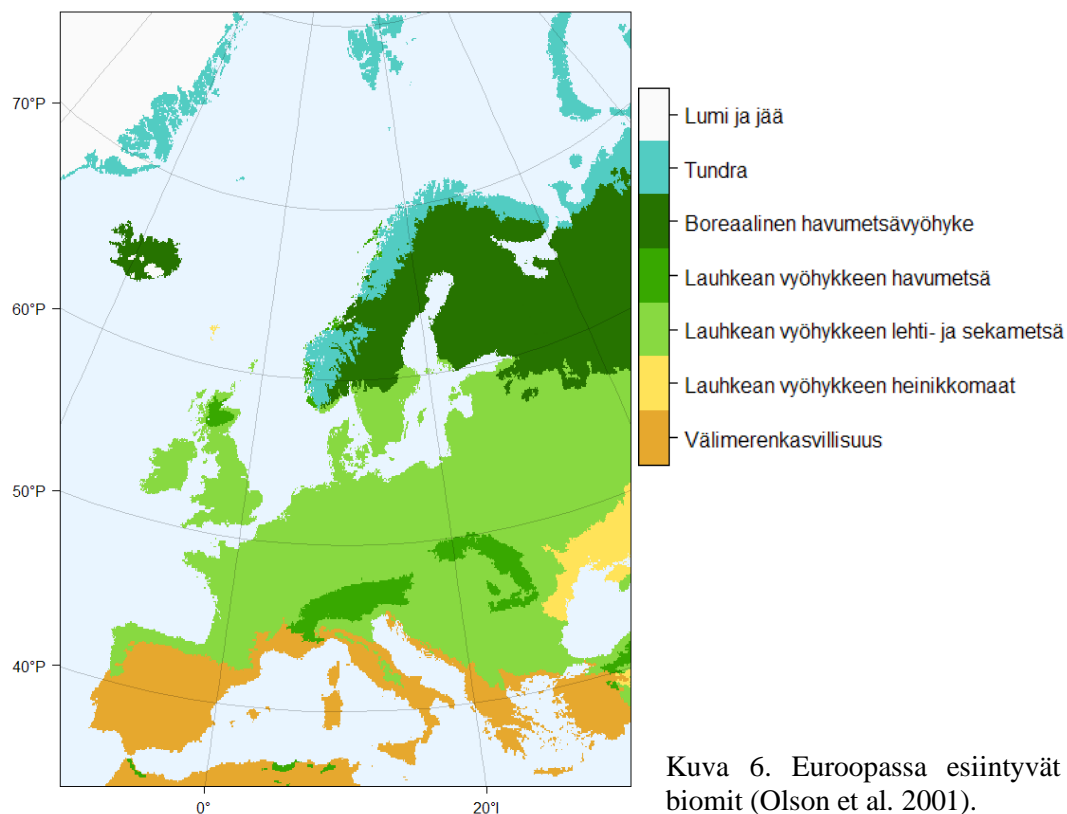 70°P
60°P
50°P
40°P
0°
20°I
Lumi ja jää
Tundra
Boreaalinen havumetsävyöhyke
Lauhkean vyöhykkeen havumetsä
Lauhkean vyöhykkeen lehti- ja sekametsä
Lauhkean vyöhykkeen heinikkomaat
Välimerenkasvillisuus
Kuva 6. Euroopassa esiintyvät
biomit (Olson et al. 2001).